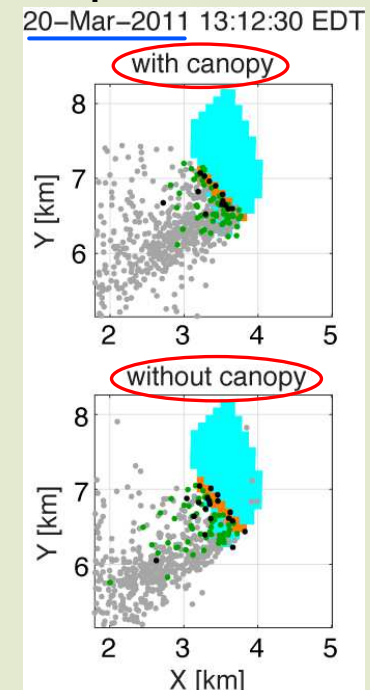 20–Mar–2011 13:12:30 EDT
with canopy
8
7
6
Y [km]
2 3 4 5
without canopy
8
7
6
Y [km]
2 3 4 5
X [km]